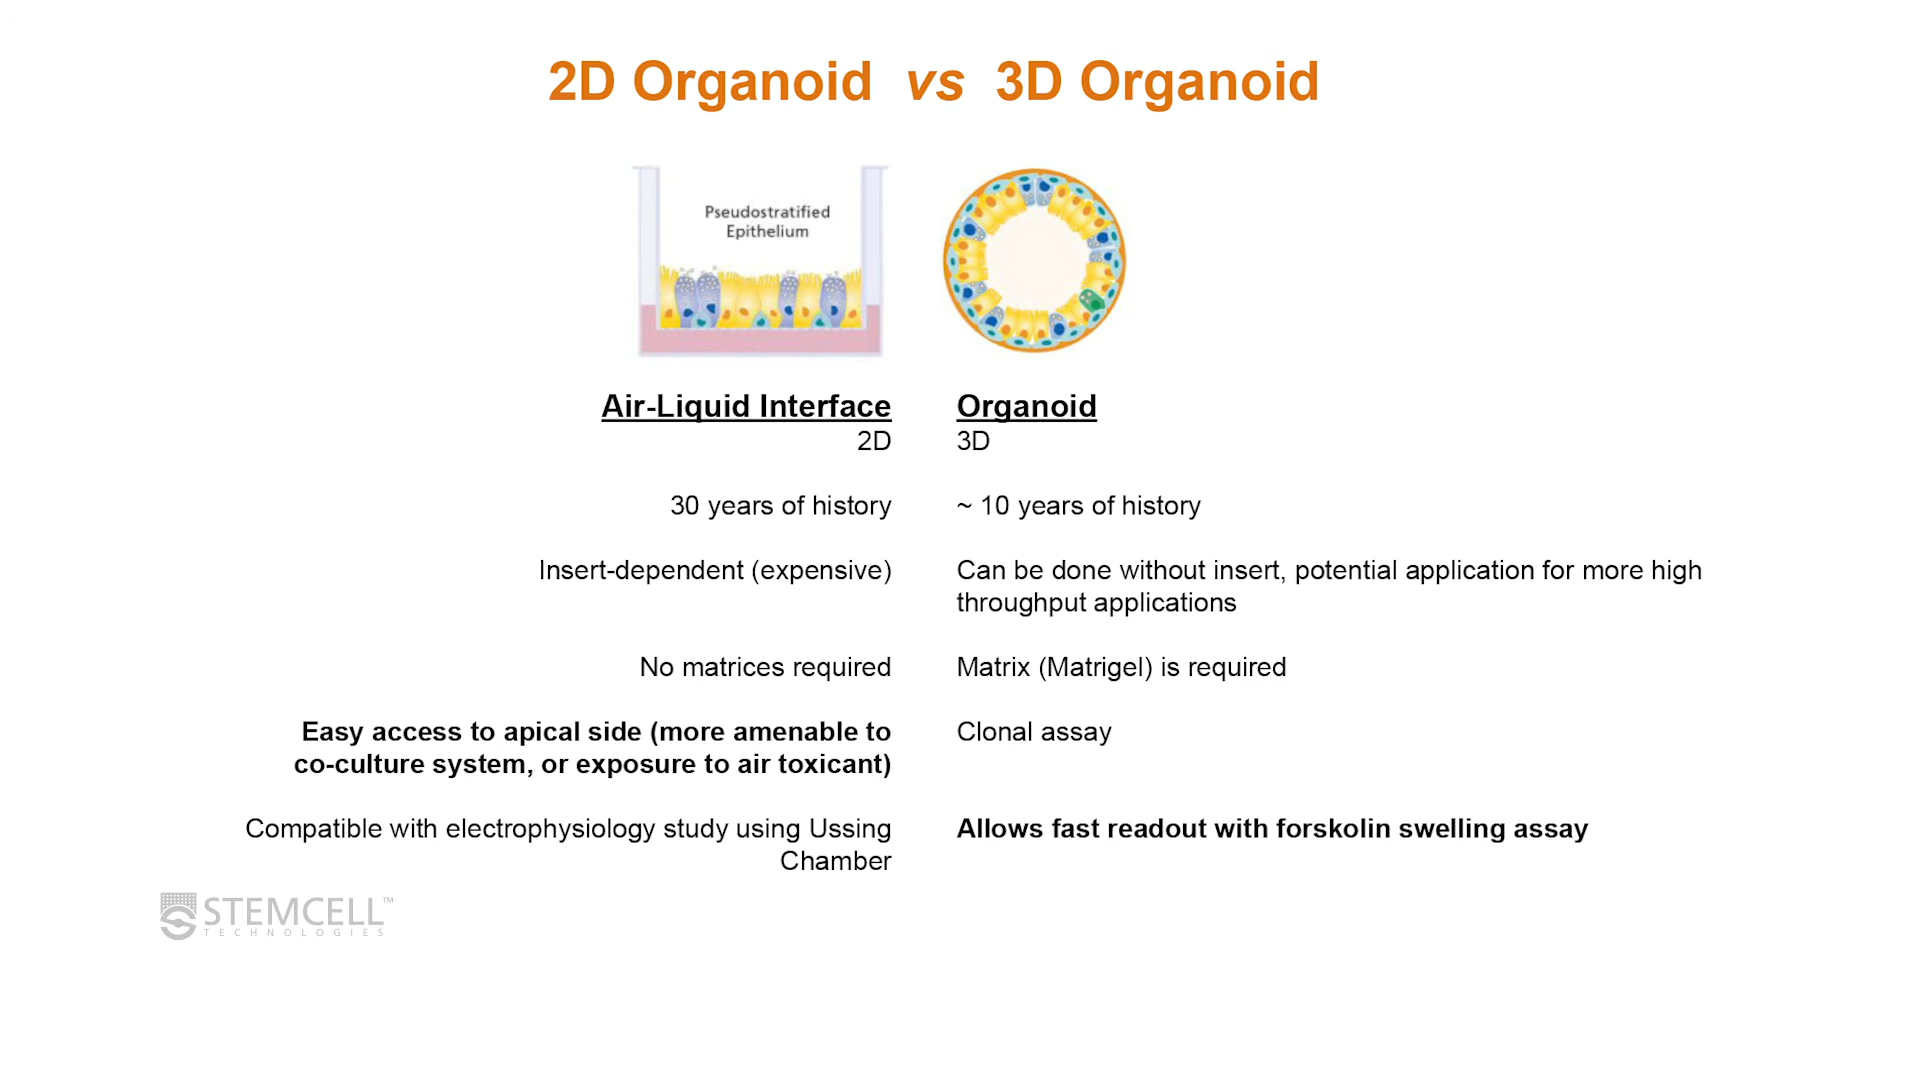 2D Organoid vs 3D Organoid
Pseudostratified
Epithelium
Air-Liquid Interface
2D
Organoid
3D
30 years of history
~ 10 years of history
Insert-dependent (expensive)
Can be done without insert, potential application for more high
throughput applications
No matrices required
Matrix (Matrigel) is required
Easy access to apical side (more amenable to
co-culture system, or exposure to air toxicant)
Clonal assay
Compatible with electrophysiology study using Ussing
Chamber
Allows fast readout with forskolin swelling assay
STEMCELL™
TECHNOLOGIES